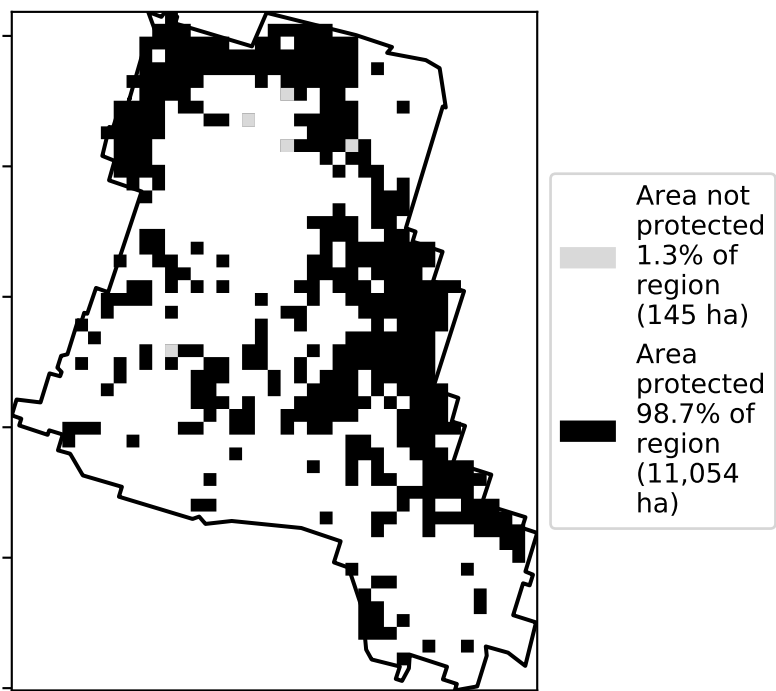 Area not
protected
1.3% of
region
(145 ha)
Area
protected
98.7% of
region
(11,054
ha)